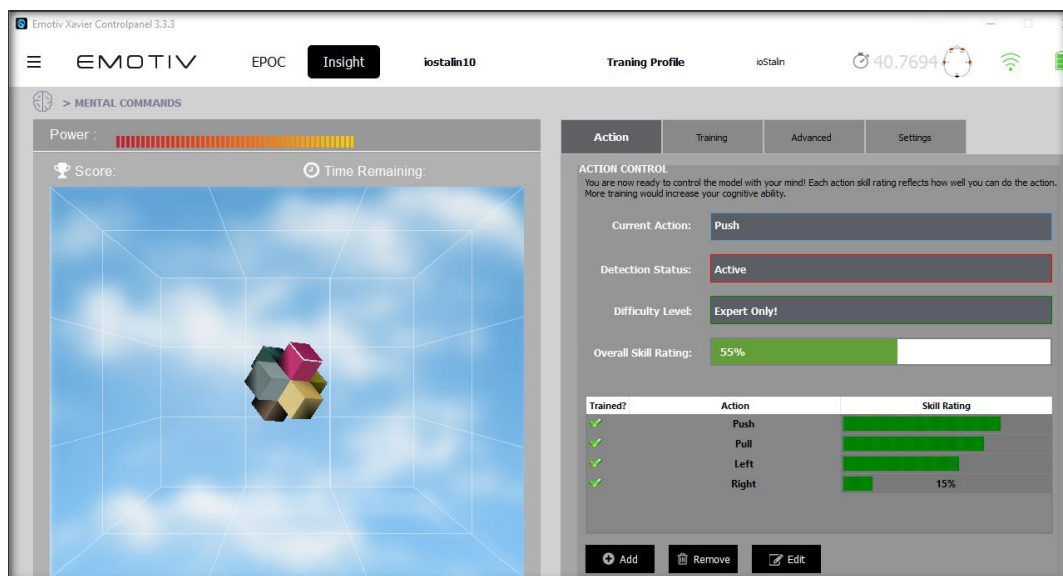 Emotiv Xavier Controlpanel 3.3.3
EMOTIV EPOC Insight iostalin10 Traning Profile ioStalin 40.7694
> MENTAL COMMANDS
Power :
Score: Time Remaining:
Action Training Advanced Settings
ACTION CONTROL
You are now ready to control the model with your mind! Each action skill rating reflects how well you can do the action.
More training would increase your cognitive ability.
Current Action: Push
Detection Status: Active
Difficulty Level: Expert Only!
Overall Skill Rating: 55%
Trained? Action Skill Rating
Push
Pull
Left
Right 15%
Add Remove Edit